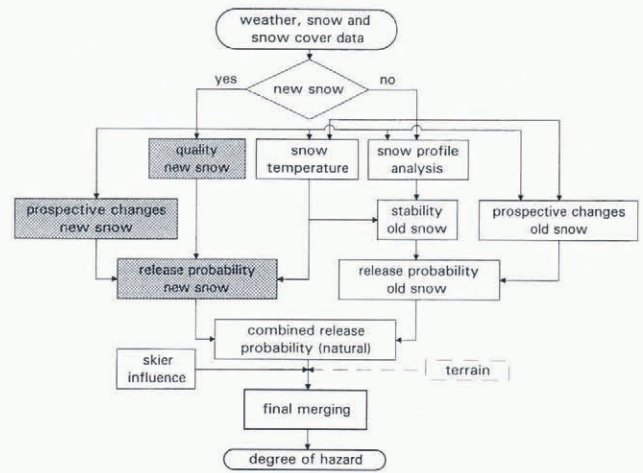 weather, snow and
snow cover data
yes
no
new snow
quality
new snow
snow
temperature
snow profile
analysis
prospective changes
new snow
stability
old snow
prospective changes
old snow
release probability
new snow
release probability
old snow
combined release
probability (natural)
skier
influence
terrain
final merging
degree of hazard